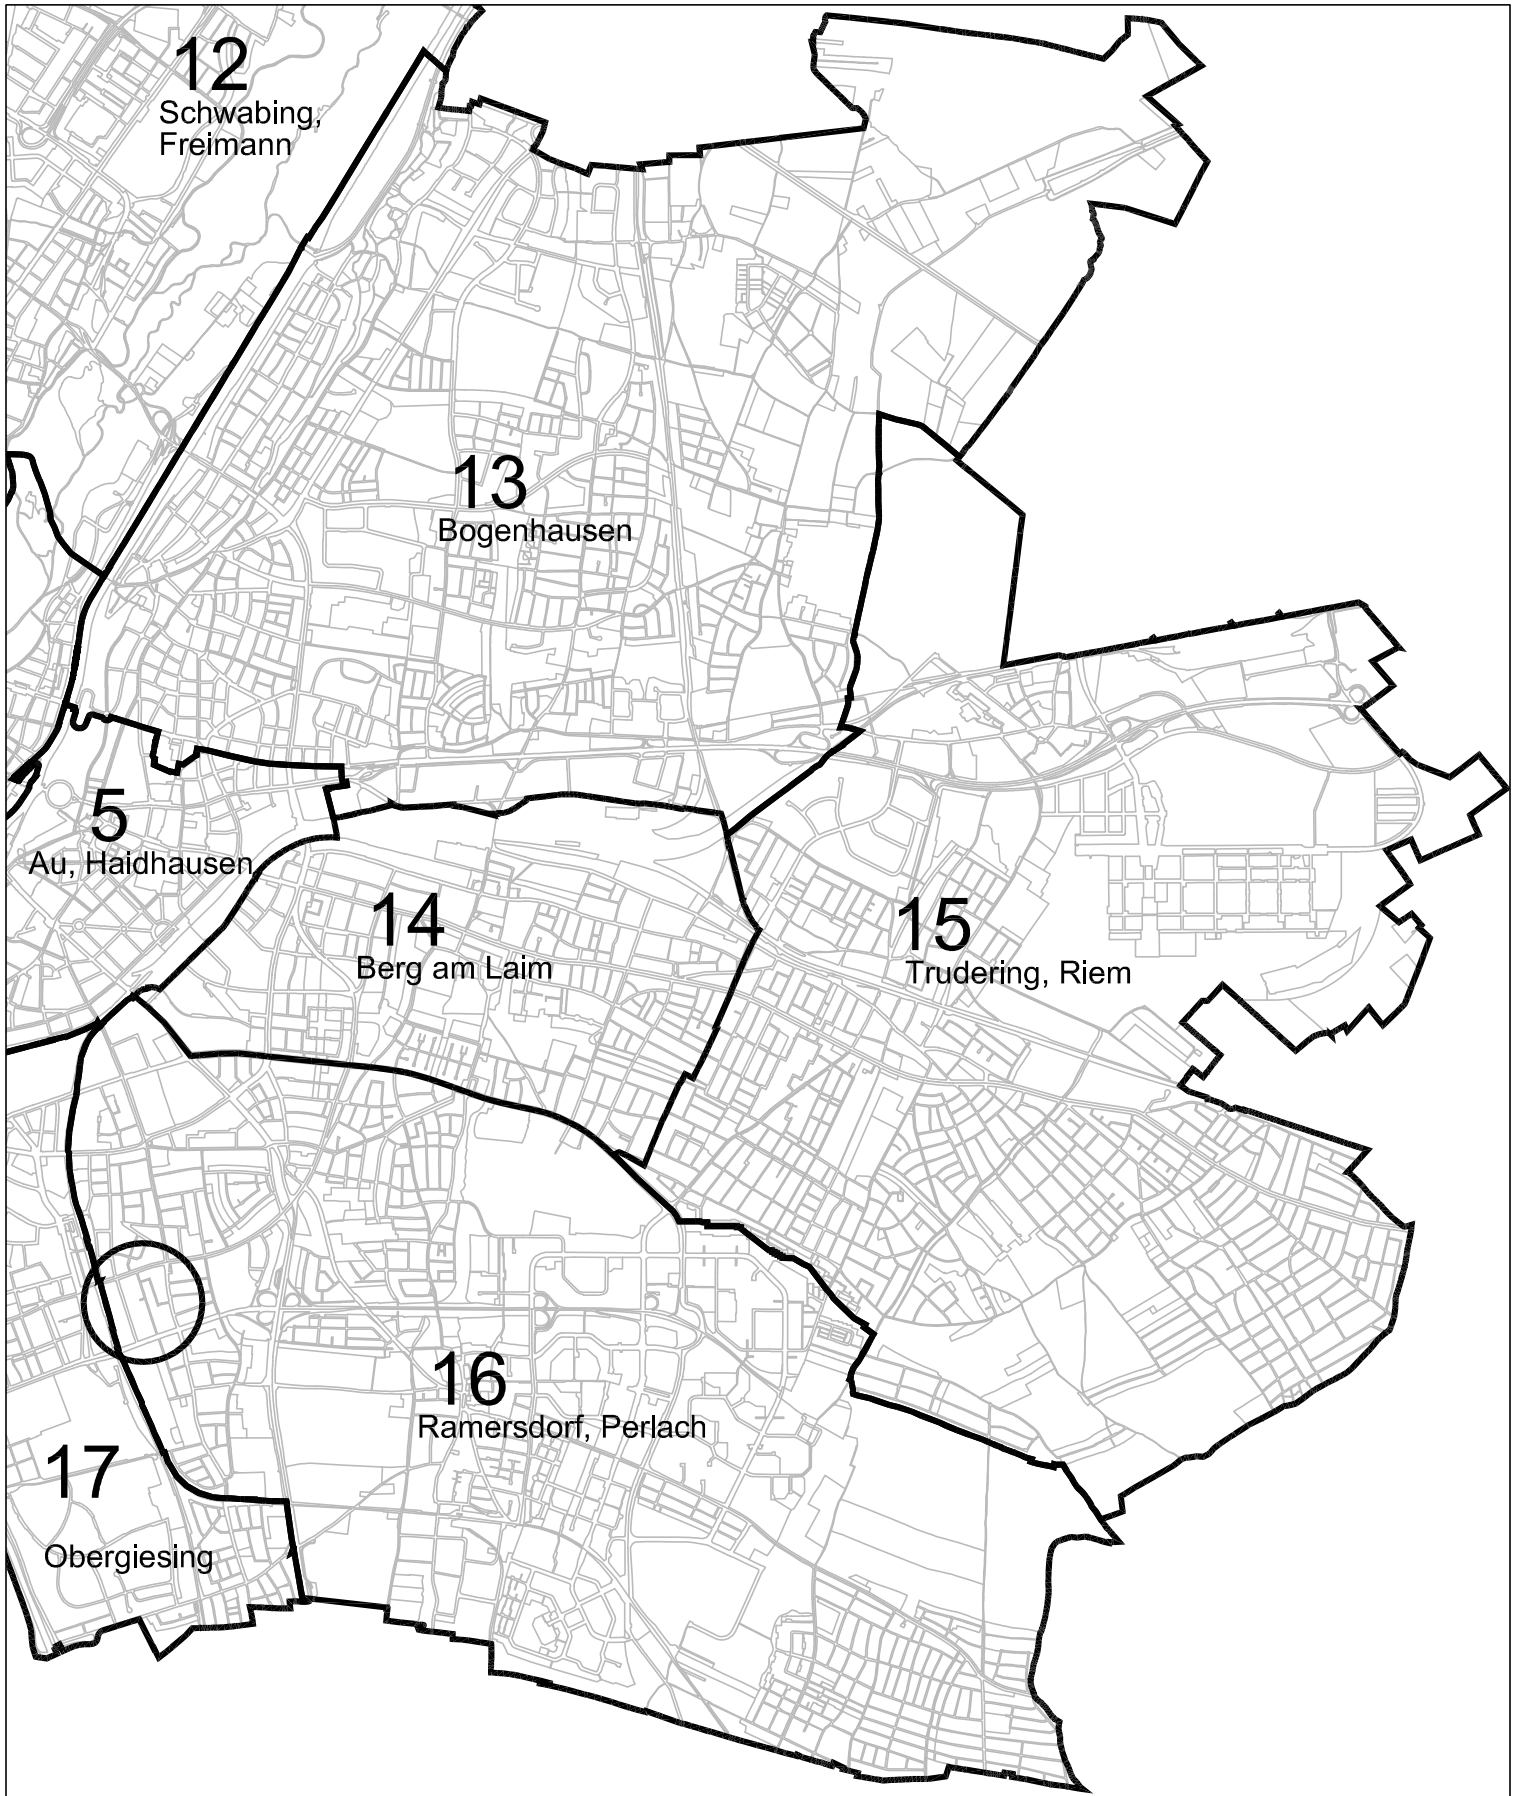 12
Schwabing,
Freimann
13
Bogenhausen
5
Au, Haidhausen
14
Berg am Laim
15
Trudering, Riem
16
Ramersdorf, Perlach
17
Obergiesing